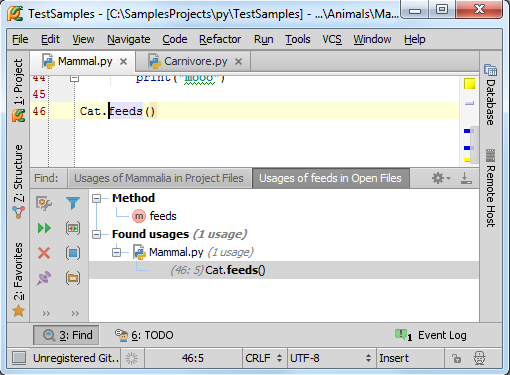 TestSamples - [C:\SamplesProjects\py\TestSamples] - ...\Animals\Ma...
File Edit View Navigate Code Refactor Run Tools VCS Window Help
Mammal.py Carnivore.py
1: Project
Z: Structure
2: Favorites
44 print("mooo")
45
46 Cat.feeds()
Database
Remote Host
Find: Usages of Mammalia in Project Files Usages of feeds in Open Files
Method
m feeds
Found usages (1 usage)
Mammal.py (1 usage)
(46: 5) Cat.feeds()
3: Find 6: TODO 1 Event Log
Unregistered Git... 46:5 CRLF UTF-8 Insert